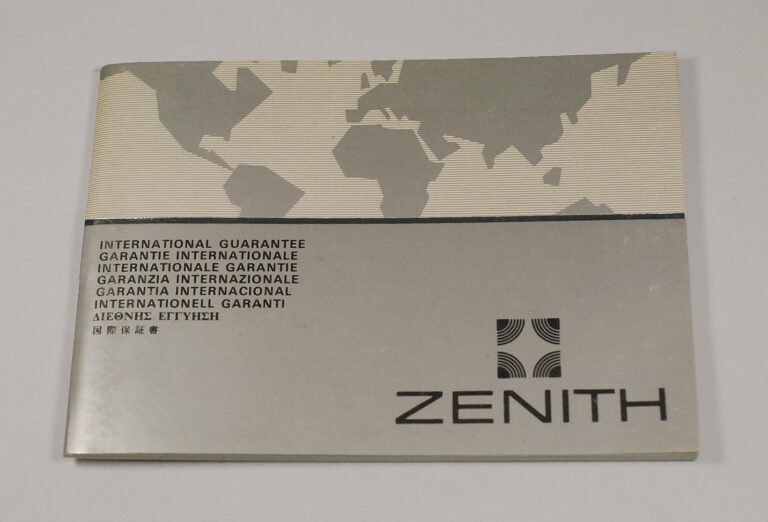 INTERNATIONAL GUARANTEE
GARANTIE INTERNATIONALE
INTERNATIONALE GARANTIE
GARANZIA INTERNAZIONALE
GARANTIA INTERNACIONAL
INTERNATIONELL GARANTI
ΔΙΕΘΝΗΣ ΕΓΓΥΗΣΗ
国際保証書
ZENITH